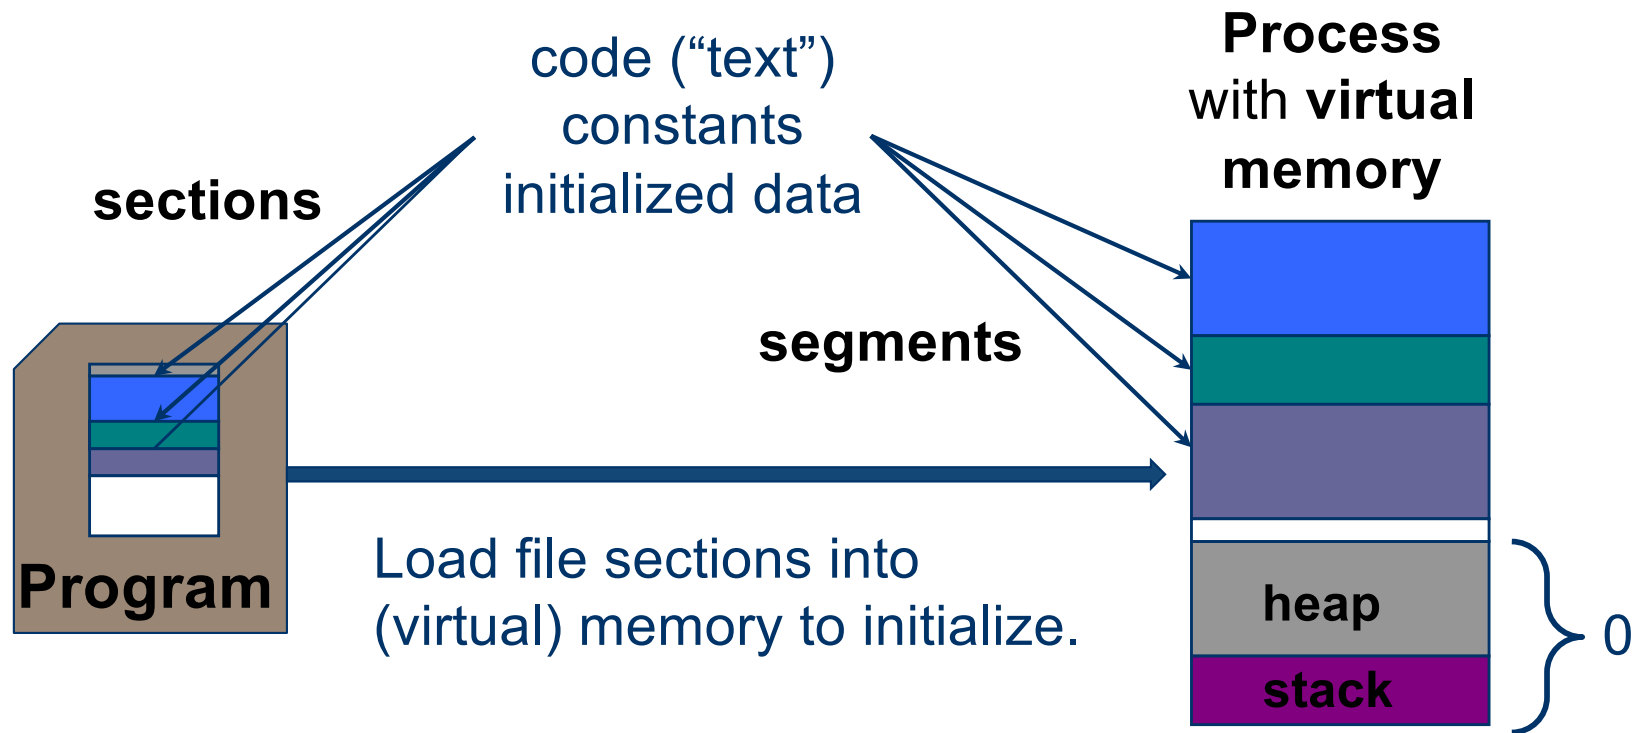 code (“text”)
constants
initialized data
sections
Process
with virtual
memory
segments
Program
Load file sections into
(virtual) memory to initialize.
heap
stack
0